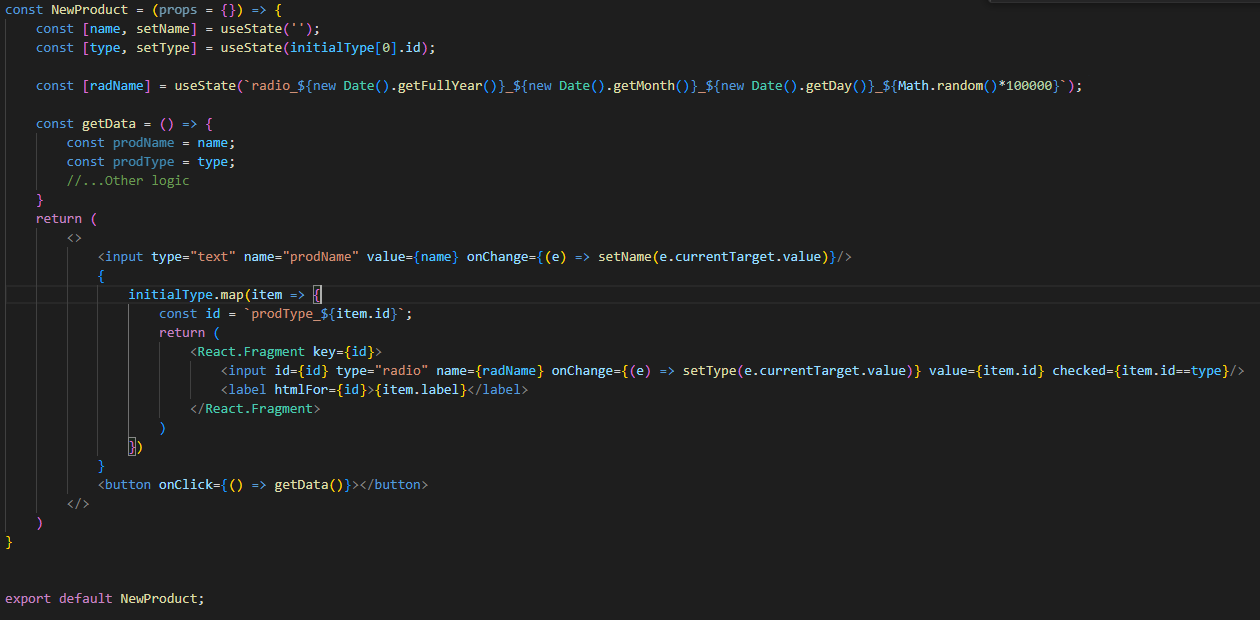 const NewProduct = (props = {}) => {
    const [name, setName] = useState('');
    const [type, setType] = useState(initialType[0].id);

    const [radName] = useState(`radio_${new Date().getFullYear()}_${new Date().getMonth()}_${new Date().getDay()}_${Math.random()*100000}`);

    const getData = () => {
        const prodName = name;
        const prodType = type;
        //...Other logic
    }
    return (
        <>
            <input type="text" name="prodName" value={name} onChange={(e) => setName(e.currentTarget.value)}/>
            {
                initialType.map(item => {
                    const id = `prodType_${item.id}`;
                    return (
                        <React.Fragment key={id}>
                            <input id={id} type="radio" name={radName} onChange={(e) => setType(e.currentTarget.value)} value={item.id} checked={item.id==type}/>
                            <label htmlFor={id}>{item.label}</label>
                        </React.Fragment>
                    )
                })
            }
            <button onClick={() => getData()}></button>
        </>
    )
}


export default NewProduct;